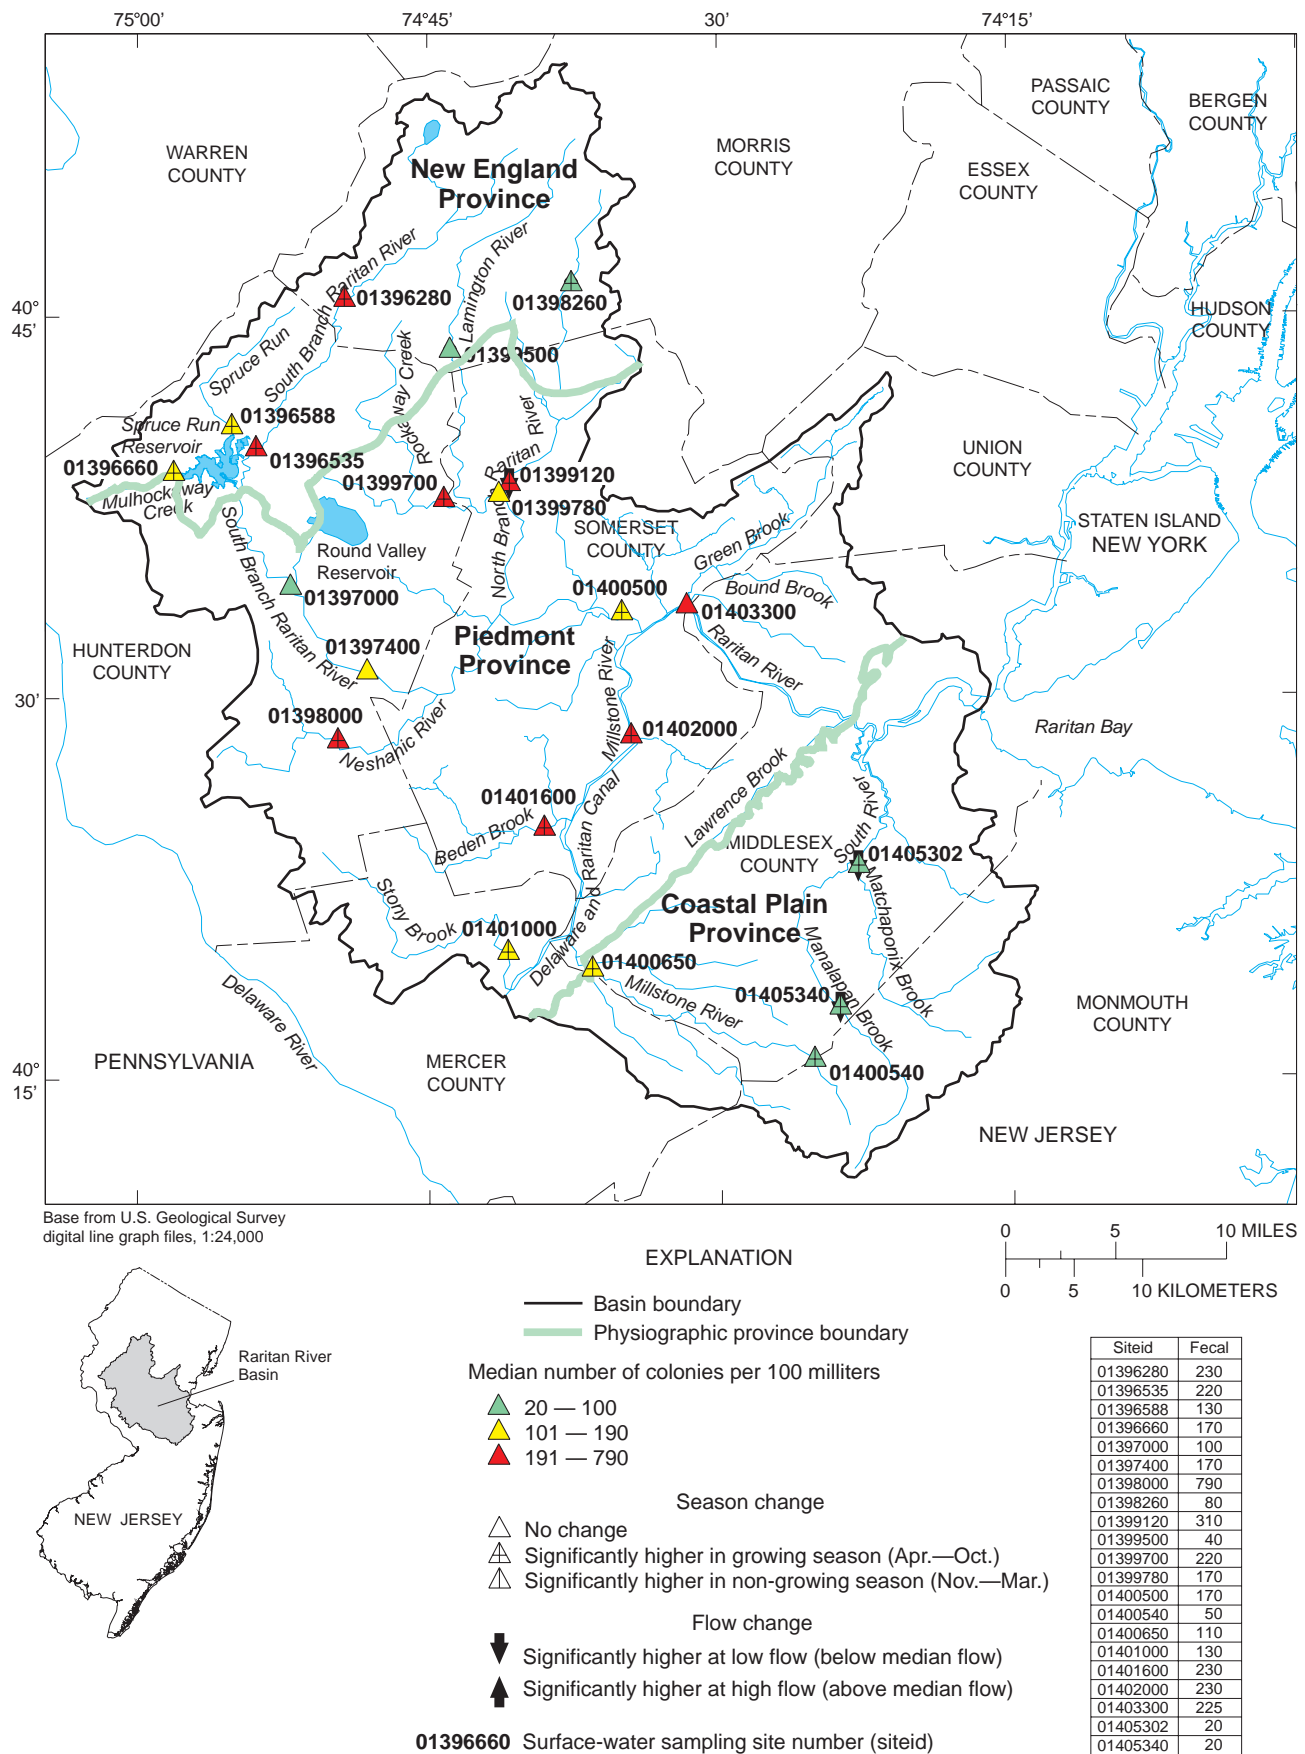 75°00'
74°45'
30'
74°15'
PASSAIC
COUNTY
BERGEN
COUNTY
WARREN
COUNTY
MORRIS
COUNTY
ESSEX
COUNTY
New England
Province
South Branch Raritan River
Lamington River
01396280
01398260
40°
45'
HUDSON
COUNTY
Spruce Run
Rockaway Creek
01399500
01396588
Spruce Run
Reservoir
01396660
01396535
Mulhockaway
Creek
North Branch Raritan River
01399120
01399700
01399780
UNION
COUNTY
SOMERSET
COUNTY
Green Brook
STATEN ISLAND
NEW YORK
Round Valley
Reservoir
01397000
South Branch Raritan River
01400500
Bound Brook
01403300
HUNTERDON
COUNTY
01397400
Piedmont
Province
Raritan River
Millstone River
30'
01398000
Neshanic River
01402000
Raritan Bay
01401600
Beden Brook
Delaware and Raritan Canal
Lawrence Brook
MIDDLESEX
COUNTY
South River
01405302
Matchaponix Brook
Stony Brook
01401000
Coastal Plain
Province
Manalapan Brook
01400650
Millstone River
01405340
MONMOUTH
COUNTY
Delaware River
PENNSYLVANIA
MERCER
COUNTY
01400540
40°
15'
NEW JERSEY
Base from U.S. Geological Survey
digital line graph files, 1:24,000
0 5 10 MILES
0 5 10 KILOMETERS
EXPLANATION
Basin boundary
Physiographic province boundary
Median number of colonies per 100 milliters
20 — 100
101 — 190
191 — 790
Season change
No change
Significantly higher in growing season (Apr.—Oct.)
Significantly higher in non-growing season (Nov.—Mar.)
Flow change
Significantly higher at low flow (below median flow)
Significantly higher at high flow (above median flow)
01396660 Surface-water sampling site number (siteid)
Raritan River
Basin
NEW JERSEY
Siteid Fecal
01396280 230
01396535 220
01396588 130
01396660 170
01397000 100
01397400 170
01398000 790
01398260 80
01399120 310
01399500 40
01399700 220
01399780 170
01400500 170
01400540 50
01400650 110
01401000 130
01401600 230
01402000 230
01403300 225
01405302 20
01405340 20